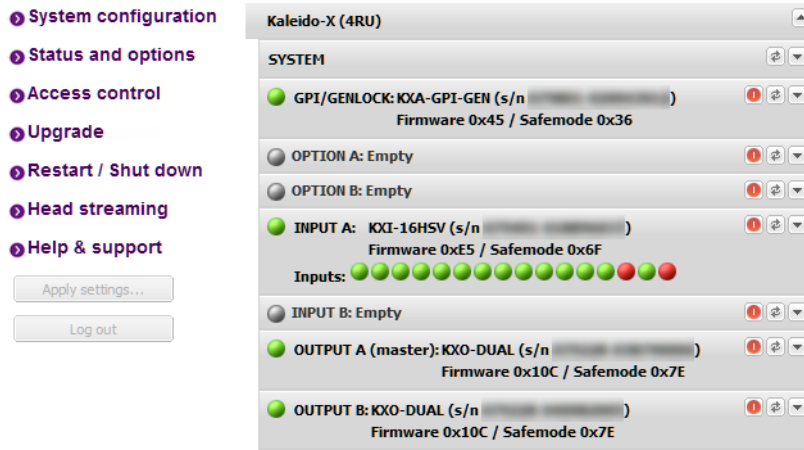 System configuration
Status and options
Access control
Upgrade
Restart / Shut down
Head streaming
Help & support
Apply settings...
Log out
Kaleido-X (4RU)
SYSTEM
GPI/GENLOCK: KXA-GPI-GEN (s/n )
Firmware 0x45 / Safemode 0x36
OPTION A: Empty
OPTION B: Empty
INPUT A: KXI-16HSV (s/n )
Firmware 0xE5 / Safemode 0x6F
Inputs:
INPUT B: Empty
OUTPUT A (master): KXO-DUAL (s/n )
Firmware 0x10C / Safemode 0x7E
OUTPUT B: KXO-DUAL (s/n )
Firmware 0x10C / Safemode 0x7E